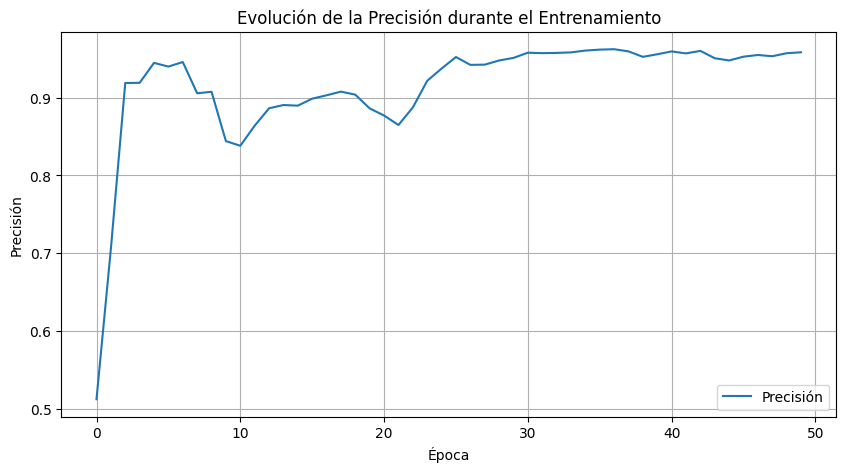 Evolución de la Precisión durante el Entrenamiento
Precisión
0.9
0.8
0.7
0.6
0.5
0
10
20
30
40
50
Época
Precisión